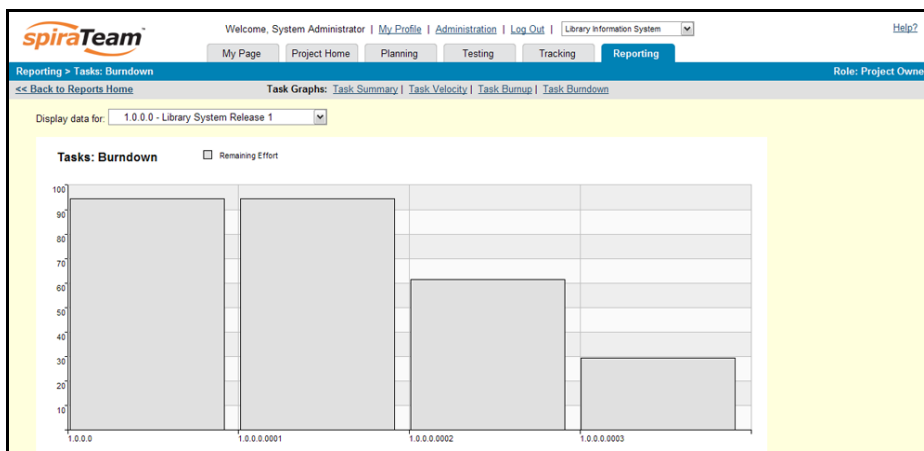 spiraTeam
Welcome, System Administrator | My Profile | Administration | Log Out | Library Information System
Help?
My Page Project Home Planning Testing Tracking Reporting
Reporting > Tasks: Burndown
Role: Project Owne
<< Back to Reports Home
Task Graphs: Task Summary | Task Velocity | Task Burnup | Task Burndown
Display data for: 1.0.0.0 - Library System Release 1
Tasks: Burndown
Remaining Effort
100
90
80
70
60
50
40
30
20
10
1.0.0.0 1.0.0.0.0001 1.0.0.0.0002 1.0.0.0.0003